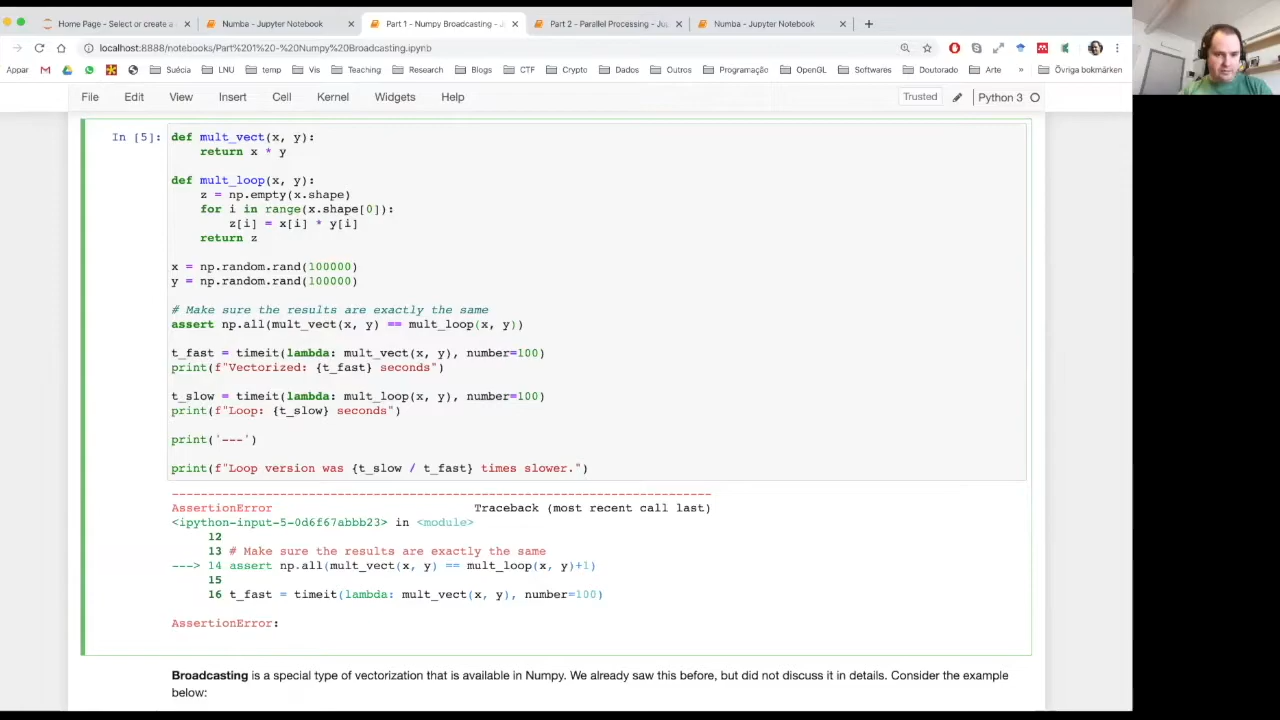 Home Page - Select or create a
Numba - Jupyter Notebook
Part 1 - Numpy Broadcasting - J
Part 2 - Parallel Processing - Ju
Numba - Jupyter Notebook
localhost:8888/notebooks/Part%201%20-%20Numpy%20Broadcasting.ipynb
Appar
Suécia
LNU
temp
Vis
Teaching
Research
Blogs
CTF
Crypto
Dados
Outros
Programação
OpenGL
Softwares
Doutorado
Arte
»
Övriga bokmärken
File Edit View Insert Cell Kernel Widgets Help
Trusted
Python 3
In [5]:
def mult_vect(x, y):
    return x * y
def mult_loop(x, y):
    z = np.empty(x.shape)
    for i in range(x.shape[0]):
        z[i] = x[i] * y[i]
    return z
x = np.random.rand(100000)
y = np.random.rand(100000)
# Make sure the results are exactly the same
assert np.all(mult_vect(x, y) == mult_loop(x, y))
t_fast = timeit(lambda: mult_vect(x, y), number=100)
print(f"Vectorized: {t_fast} seconds")
t_slow = timeit(lambda: mult_loop(x, y), number=100)
print(f"Loop: {t_slow} seconds")
print('---')
print(f"Loop version was {t_slow / t_fast} times slower.")
---------------------------------------------------------------------------
AssertionError                            Traceback (most recent call last)
<ipython-input-5-0d6f67abbb23> in <module>
     12
     13 # Make sure the results are exactly the same
---> 14 assert np.all(mult_vect(x, y) == mult_loop(x, y)+1)
     15
     16 t_fast = timeit(lambda: mult_vect(x, y), number=100)
AssertionError:
Broadcasting is a special type of vectorization that is available in Numpy. We already saw this before, but did not discuss it in details. Consider the example
below: